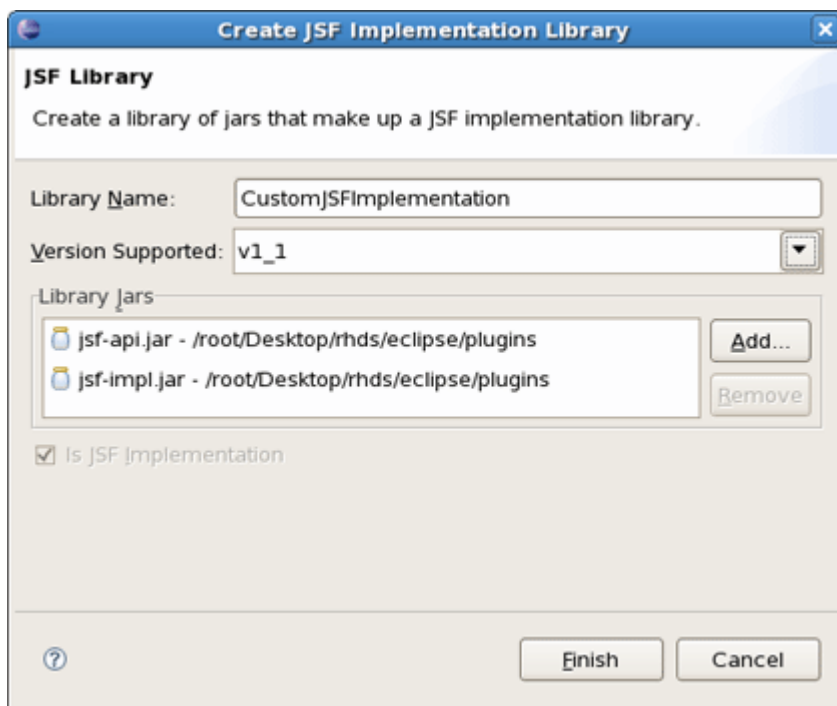 Create JSF Implementation Library
JSF Library
Create a library of jars that make up a JSF implementation library.
Library Name: CustomJSFImplementation
Version Supported: v1_1
Library Jars
jsf-api.jar - /root/Desktop/rhds/eclipse/plugins
Add...
jsf-impl.jar - /root/Desktop/rhds/eclipse/plugins
Remove
Is JSF Implementation
Finish Cancel